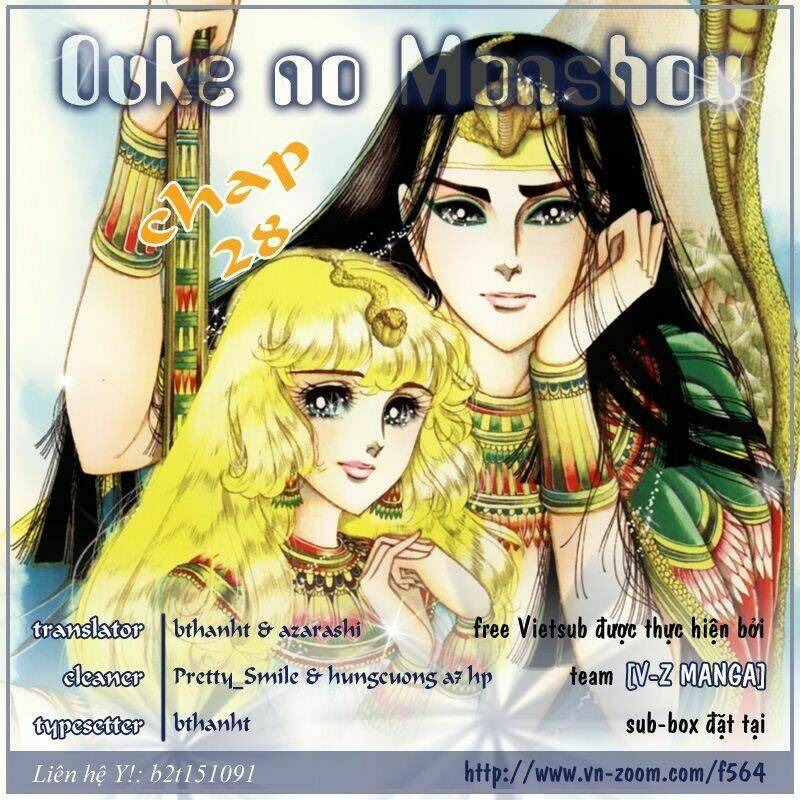 Ouke no Monshou
chap
28
translator bthanht & azarashi
free Vietsub được thực hiện bởi
cleaner Pretty_Smile & hungcuong a7 hp
team [V-Z MANGA]
typesetter bthanht
sub-box đặt tại
Liên hệ Y!: b2t151091
http://www.vn-zoom.com/f564